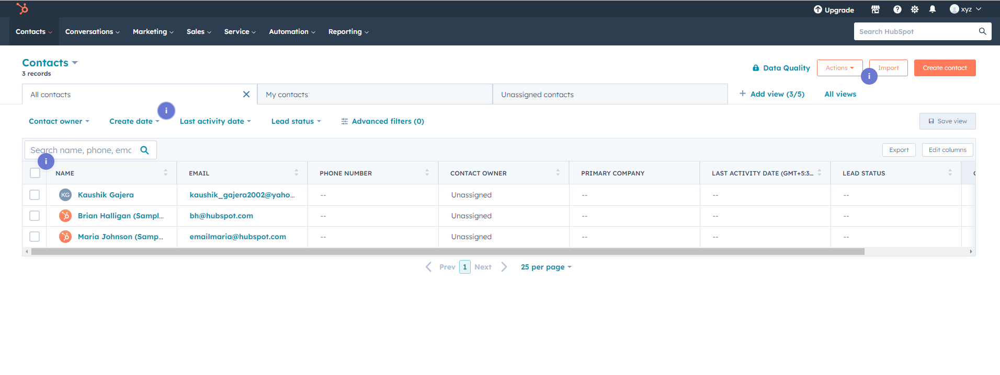 Upgrade xyz
Contacts Conversations Marketing Sales Service Automation Reporting Search HubSpot
Contacts
3 records
Data Quality Actions Import Create contact
i
All contacts My contacts Unassigned contacts + Add view (3/5) All views
i
Contact owner Create date Last activity date Lead status Advanced filters (0) Save view
Search name, phone, emc Export Edit columns
i
NAME EMAIL PHONE NUMBER CONTACT OWNER PRIMARY COMPANY LAST ACTIVITY DATE (GMT+5:3... LEAD STATUS
KG Kaushik Gajera kaushik_gajera2002@yaho... -- Unassigned -- -- --
Brian Halligan (Sampl... bh@hubspot.com -- Unassigned -- -- --
Maria Johnson (Samp... emailmaria@hubspot.com -- Unassigned -- -- --
Prev 1 Next 25 per page